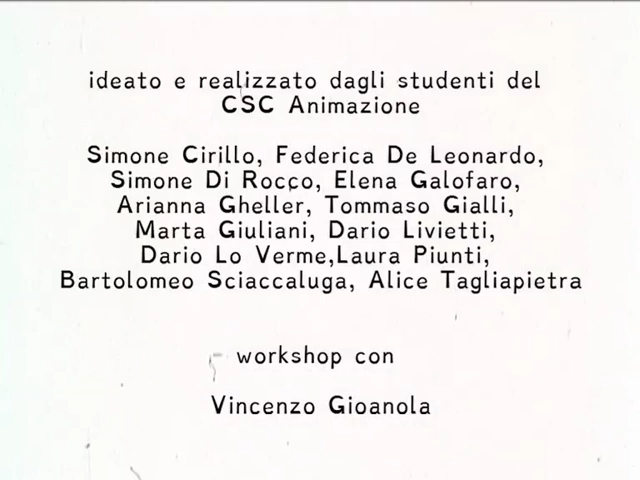 ideato e realizzato dagli studenti del
CSC Animazione
Simone Cirillo, Federica De Leonardo,
Simone Di Rocco, Elena Galofaro,
Arianna Gheller, Tommaso Gialli,
Marta Giuliani, Dario Livietti,
Dario Lo Verme,Laura Piunti,
Bartolomeo Sciaccaluga, Alice Tagliapietra
workshop con
Vincenzo Gioanola